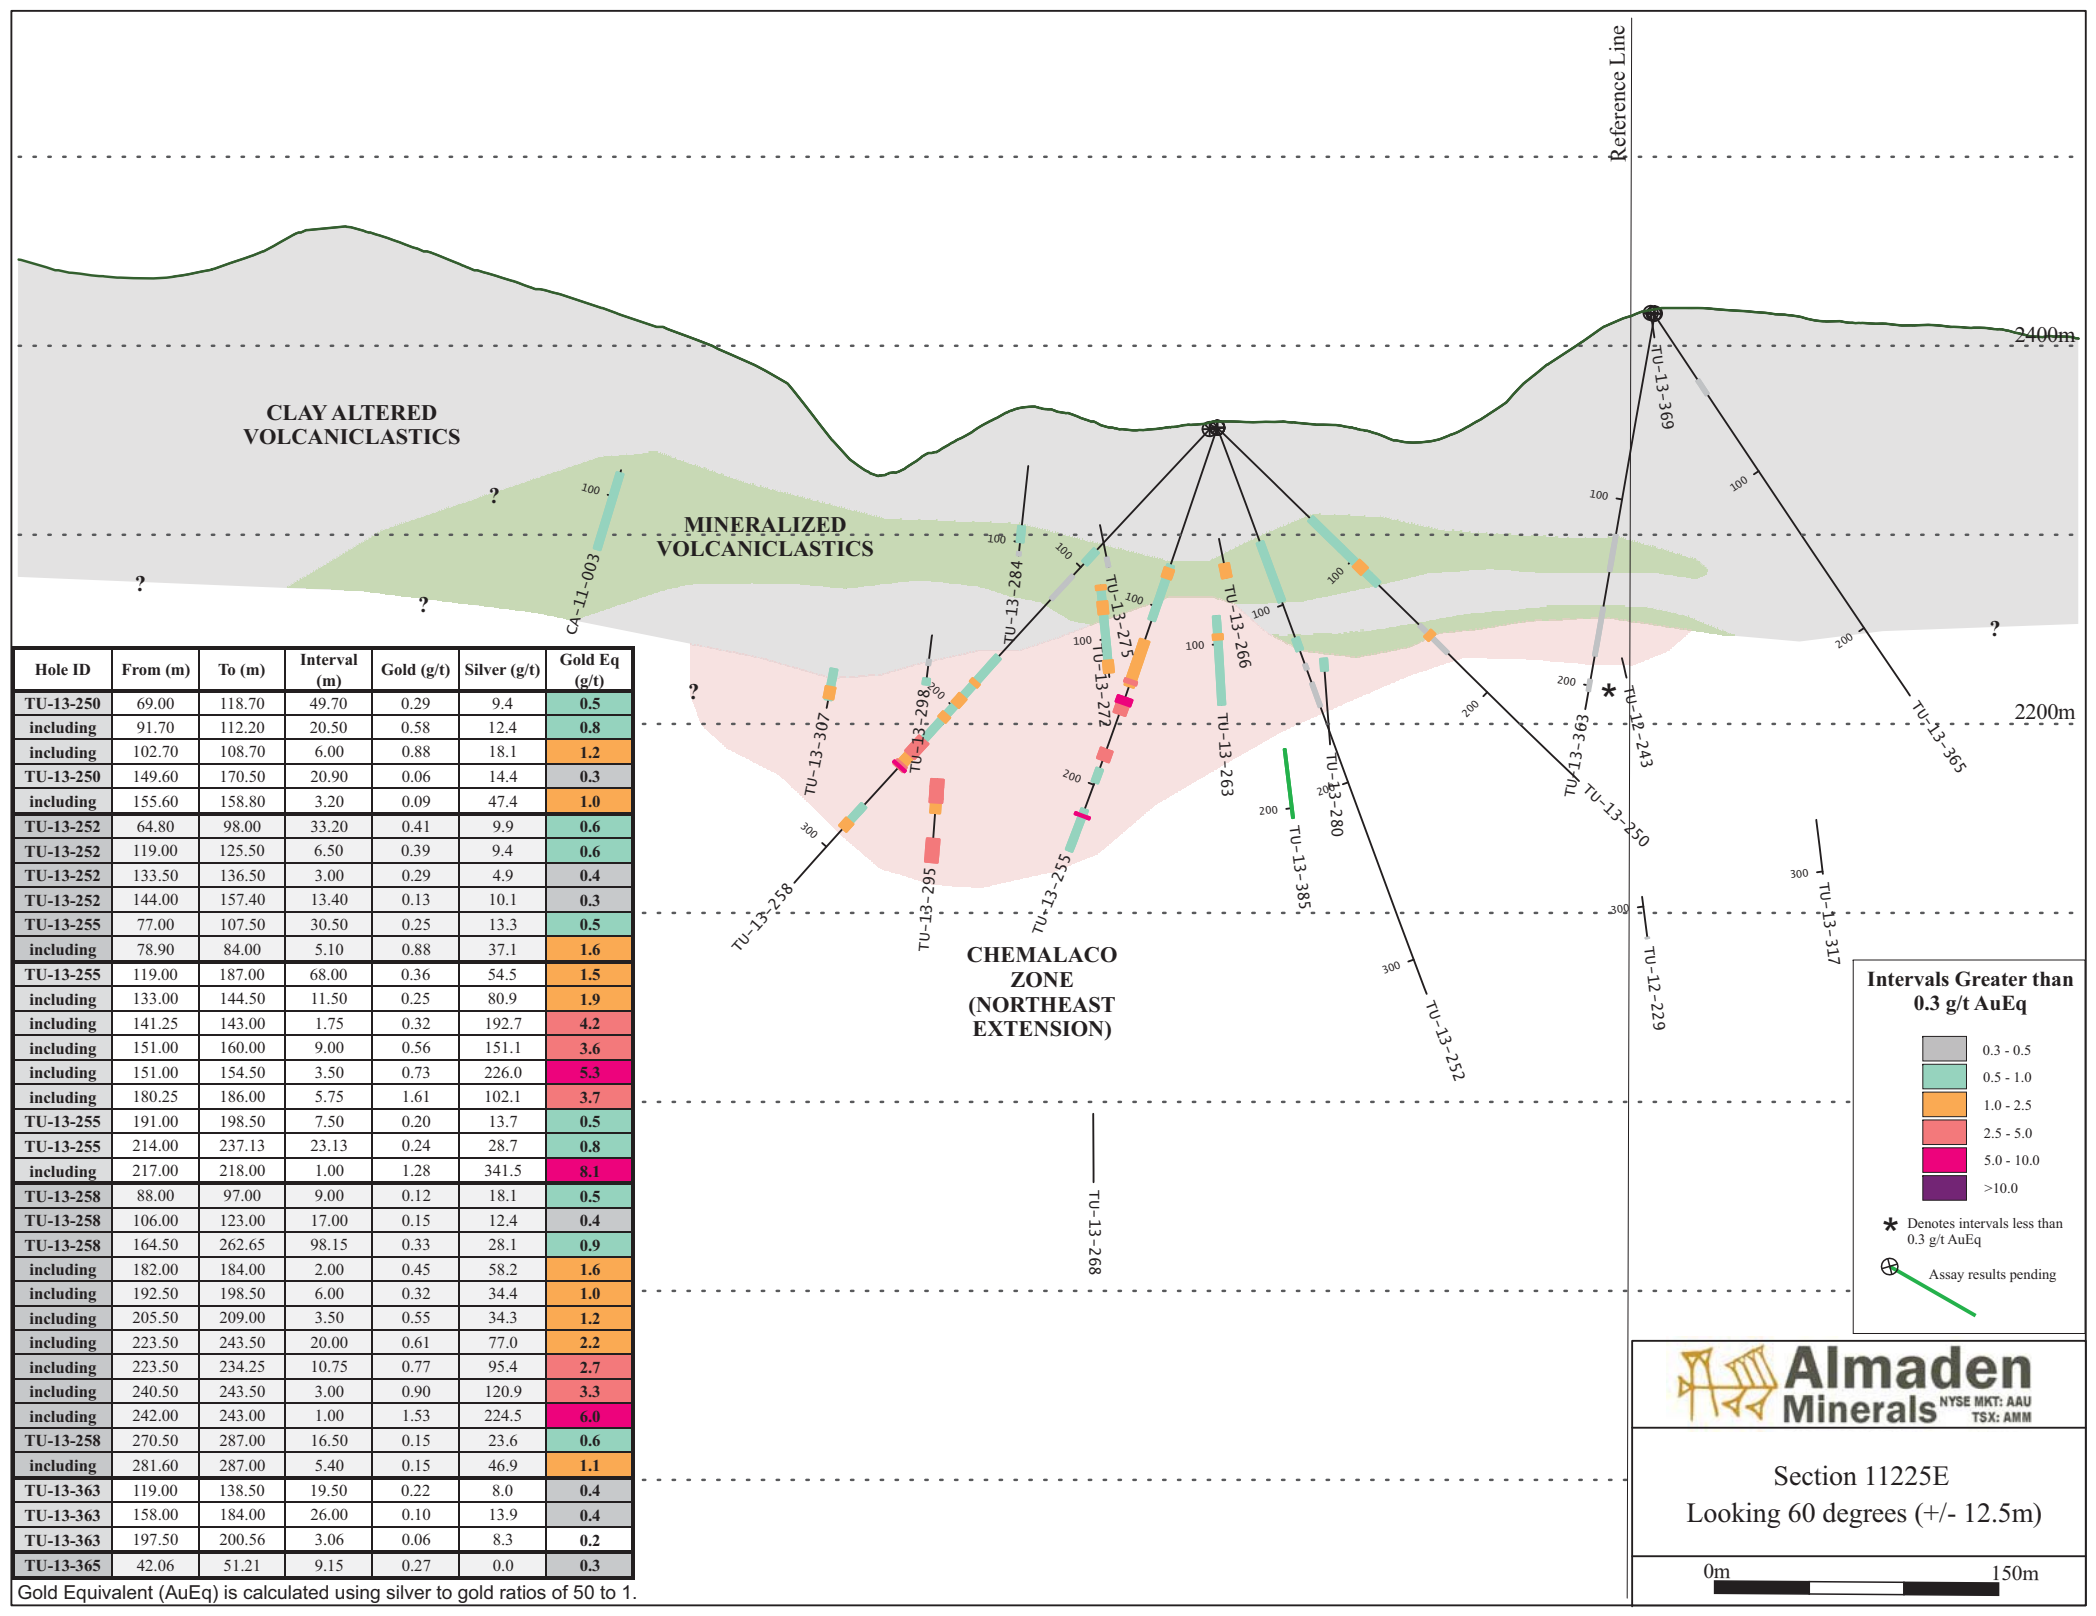 Reference Line
2400m
CLAY ALTERED
VOLCANICLASTICS
TU-13-369
?
100
MINERALIZED
VOLCANICLASTICS
100
100
100
100
100
100
100
100
100
?
?
?
?
CA-11-003
TU-13-284
TU-13-275
TU-13-272
TU-13-266
TU-13-263
TU-13-298
TU-13-307
200
200
200
200
200
200
200
*
2200m
TU-13-363
TU-12-243
TU-13-365
TU-13-250
TU-13-280
TU-13-385
300
300
300
300
TU-13-258
TU-13-295
TU-13-255
TU-13-252
TU-12-229
TU-13-317
TU-13-268
CHEMALACO
ZONE
(NORTHEAST
EXTENSION)
Hole ID From (m) To (m) Interval (m) Gold (g/t) Silver (g/t) Gold Eq (g/t)
TU-13-250 69.00 118.70 49.70 0.29 9.4 0.5
including 91.70 112.20 20.50 0.58 12.4 0.8
including 102.70 108.70 6.00 0.88 18.1 1.2
TU-13-250 149.60 170.50 20.90 0.06 14.4 0.3
including 155.60 158.80 3.20 0.09 47.4 1.0
TU-13-252 64.80 98.00 33.20 0.41 9.9 0.6
TU-13-252 119.00 125.50 6.50 0.39 9.4 0.6
TU-13-252 133.50 136.50 3.00 0.29 4.9 0.4
TU-13-252 144.00 157.40 13.40 0.13 10.1 0.3
TU-13-255 77.00 107.50 30.50 0.25 13.3 0.5
including 78.90 84.00 5.10 0.88 37.1 1.6
TU-13-255 119.00 187.00 68.00 0.36 54.5 1.5
including 133.00 144.50 11.50 0.25 80.9 1.9
including 141.25 143.00 1.75 0.32 192.7 4.2
including 151.00 160.00 9.00 0.56 151.1 3.6
including 151.00 154.50 3.50 0.73 226.0 5.3
including 180.25 186.00 5.75 1.61 102.1 3.7
TU-13-255 191.00 198.50 7.50 0.20 13.7 0.5
TU-13-255 214.00 237.13 23.13 0.24 28.7 0.8
including 217.00 218.00 1.00 1.28 341.5 8.1
TU-13-258 88.00 97.00 9.00 0.12 18.1 0.5
TU-13-258 106.00 123.00 17.00 0.15 12.4 0.4
TU-13-258 164.50 262.65 98.15 0.33 28.1 0.9
including 182.00 184.00 2.00 0.45 58.2 1.6
including 192.50 198.50 6.00 0.32 34.4 1.0
including 205.50 209.00 3.50 0.55 34.3 1.2
including 223.50 243.50 20.00 0.61 77.0 2.2
including 223.50 234.25 10.75 0.77 95.4 2.7
including 240.50 243.50 3.00 0.90 120.9 3.3
including 242.00 243.00 1.00 1.53 224.5 6.0
TU-13-258 270.50 287.00 16.50 0.15 23.6 0.6
including 281.60 287.00 5.40 0.15 46.9 1.1
TU-13-363 119.00 138.50 19.50 0.22 8.0 0.4
TU-13-363 158.00 184.00 26.00 0.10 13.9 0.4
TU-13-363 197.50 200.56 3.06 0.06 8.3 0.2
TU-13-365 42.06 51.21 9.15 0.27 0.0 0.3
Gold Equivalent (AuEq) is calculated using silver to gold ratios of 50 to 1.
Intervals Greater than
0.3 g/t AuEq
0.3 - 0.5
0.5 - 1.0
1.0 - 2.5
2.5 - 5.0
5.0 - 10.0
>10.0
* Denotes intervals less than
0.3 g/t AuEq
Assay results pending
Almaden
Minerals NYSE MKT: AAU
TSX: AMM
Section 11225E
Looking 60 degrees (+/- 12.5m)
0m 150m